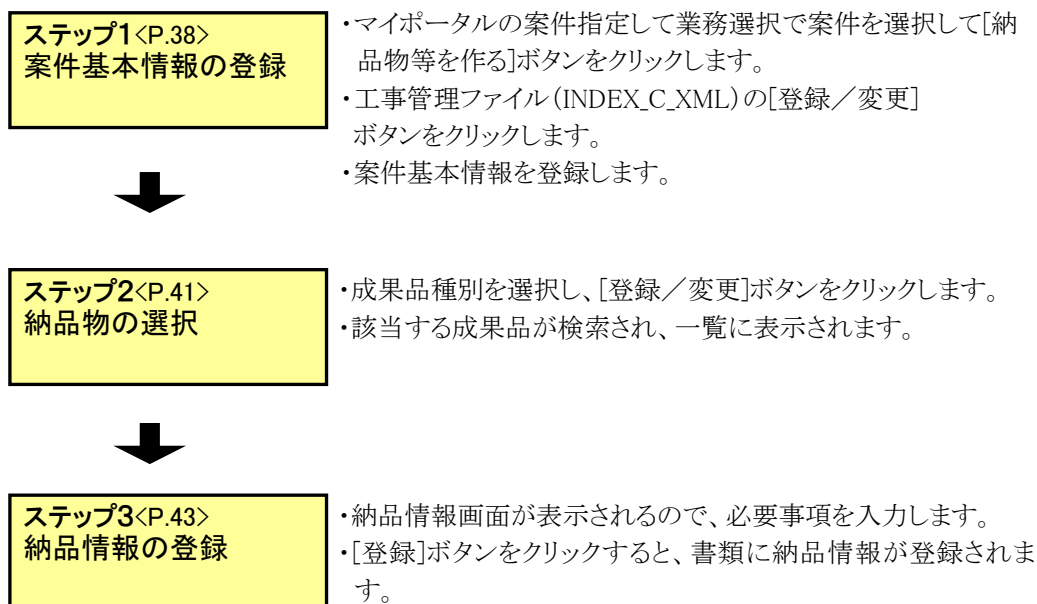 ステップ1<P.38>
案件基本情報の登録
・マイポータルの案件指定して業務選択で案件を選択して[納
品物等を作る]ボタンをクリックします。
・工事管理ファイル(INDEX_C_XML)の[登録／変更]
ボタンをクリックします。
・案件基本情報を登録します。
ステップ2<P.41>
納品物の選択
・成果品種別を選択し、[登録／変更]ボタンをクリックします。
・該当する成果品が検索され、一覧に表示されます。
ステップ3<P.43>
納品情報の登録
・納品情報画面が表示されるので、必要事項を入力します。
・[登録]ボタンをクリックすると、書類に納品情報が登録されま
す。